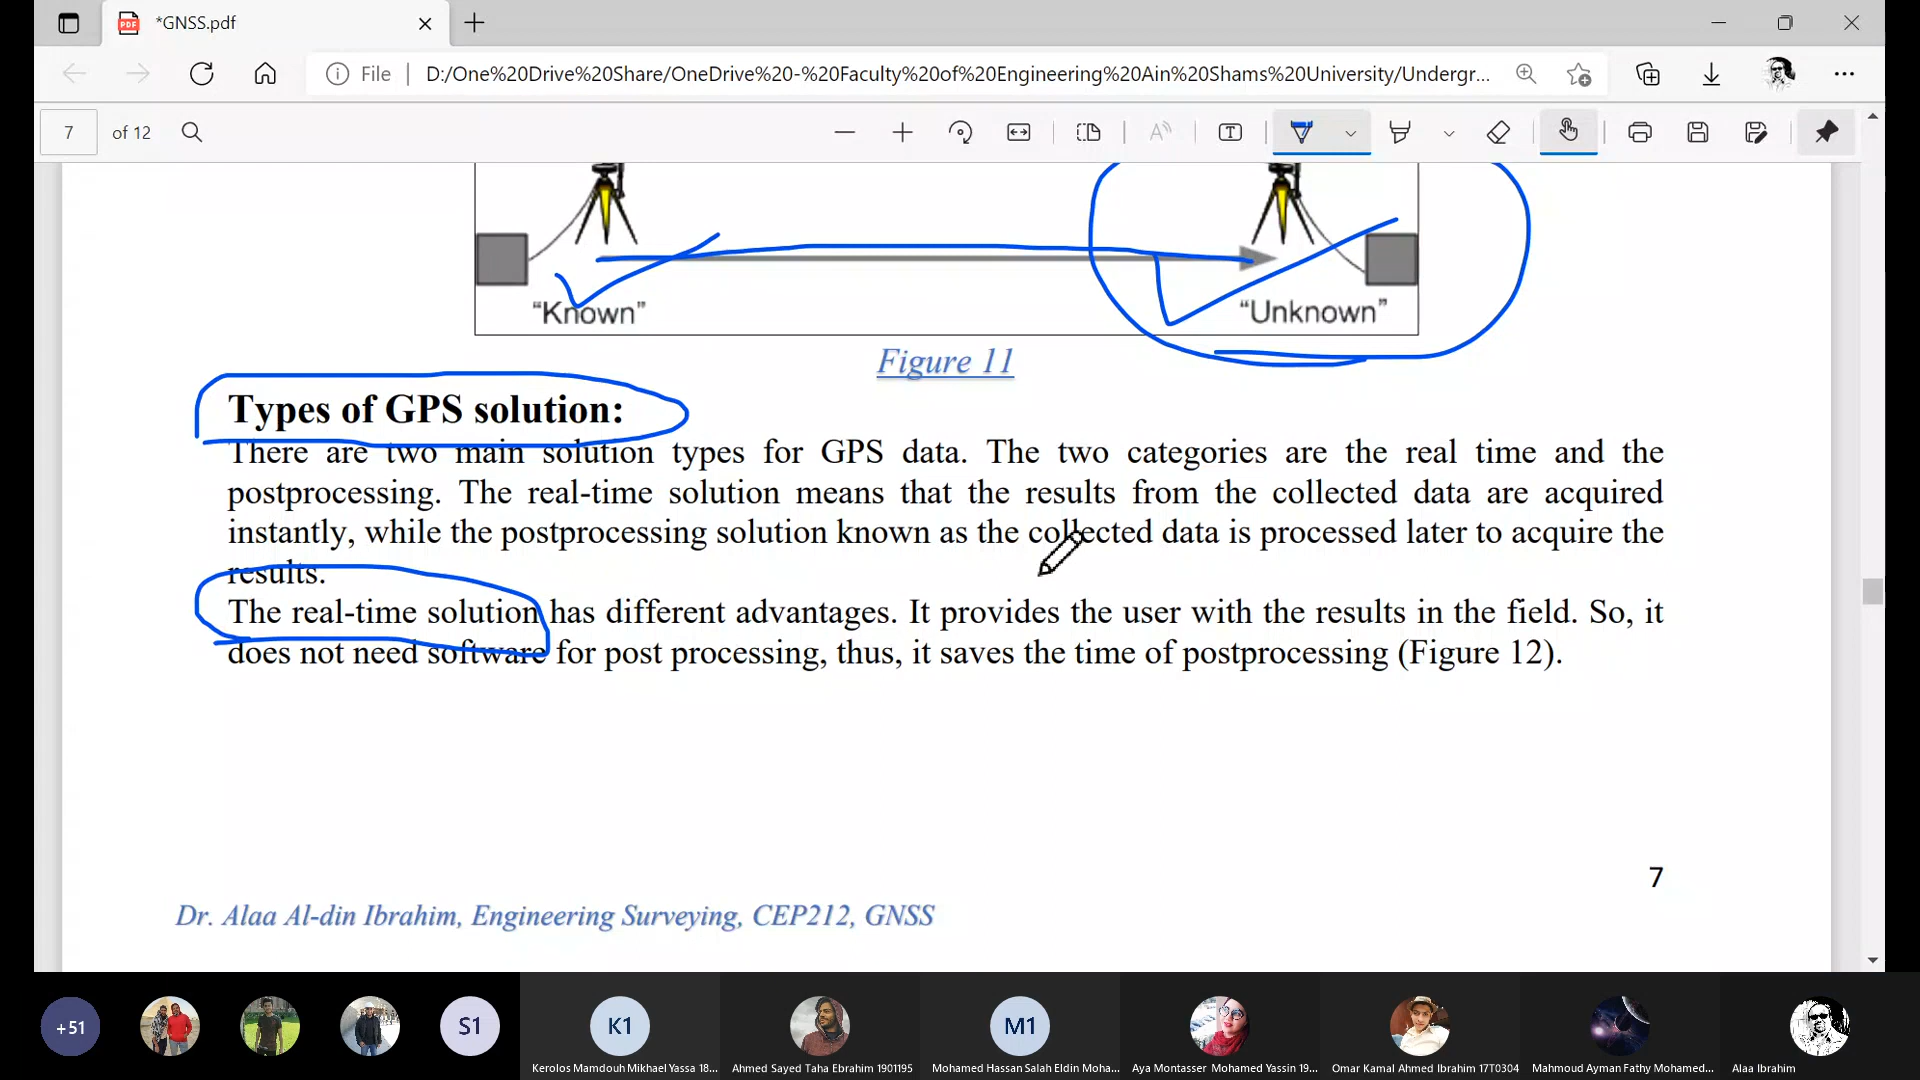 *GNSS.pdf
File
D:/One%20Drive%20Share/OneDrive%20-%20Faculty%20of%20Engineering%20Ain%20Shams%20University/Undergr...
7 of 12
"Known"
"Unknown"
Figure 11
Types of GPS solution:
There are two main solution types for GPS data. The two categories are the real time and the
postprocessing. The real-time solution means that the results from the collected data are acquired
instantly, while the postprocessing solution known as the collected data is processed later to acquire the
results.
The real-time solution has different advantages. It provides the user with the results in the field. So, it
does not need software for post processing, thus, it saves the time of postprocessing (Figure 12).
7
Dr. Alaa Al-din Ibrahim, Engineering Surveying, CEP212, GNSS
+51
S1
K1
M1
Kerolos Mamdouh Mikhael Yassa 18...
Ahmed Sayed Taha Ebrahim 1901195
Mohamed Hassan Salah Eldin Moha...
Aya Montasser Mohamed Yassin 19...
Omar Kamal Ahmed Ibrahim 17T0304
Mahmoud Ayman Fathy Mohamed...
Alaa Ibrahim